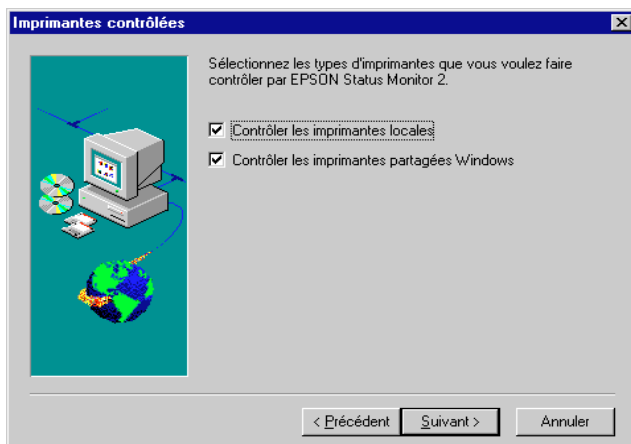 Imprimantes contrôlées
Sélectionnez les types d'imprimantes que vous voulez faire
contrôler par EPSON Status Monitor 2.
Contrôler les imprimantes locales
Contrôler les imprimantes partagées Windows
< Précédent
Suivant >
Annuler